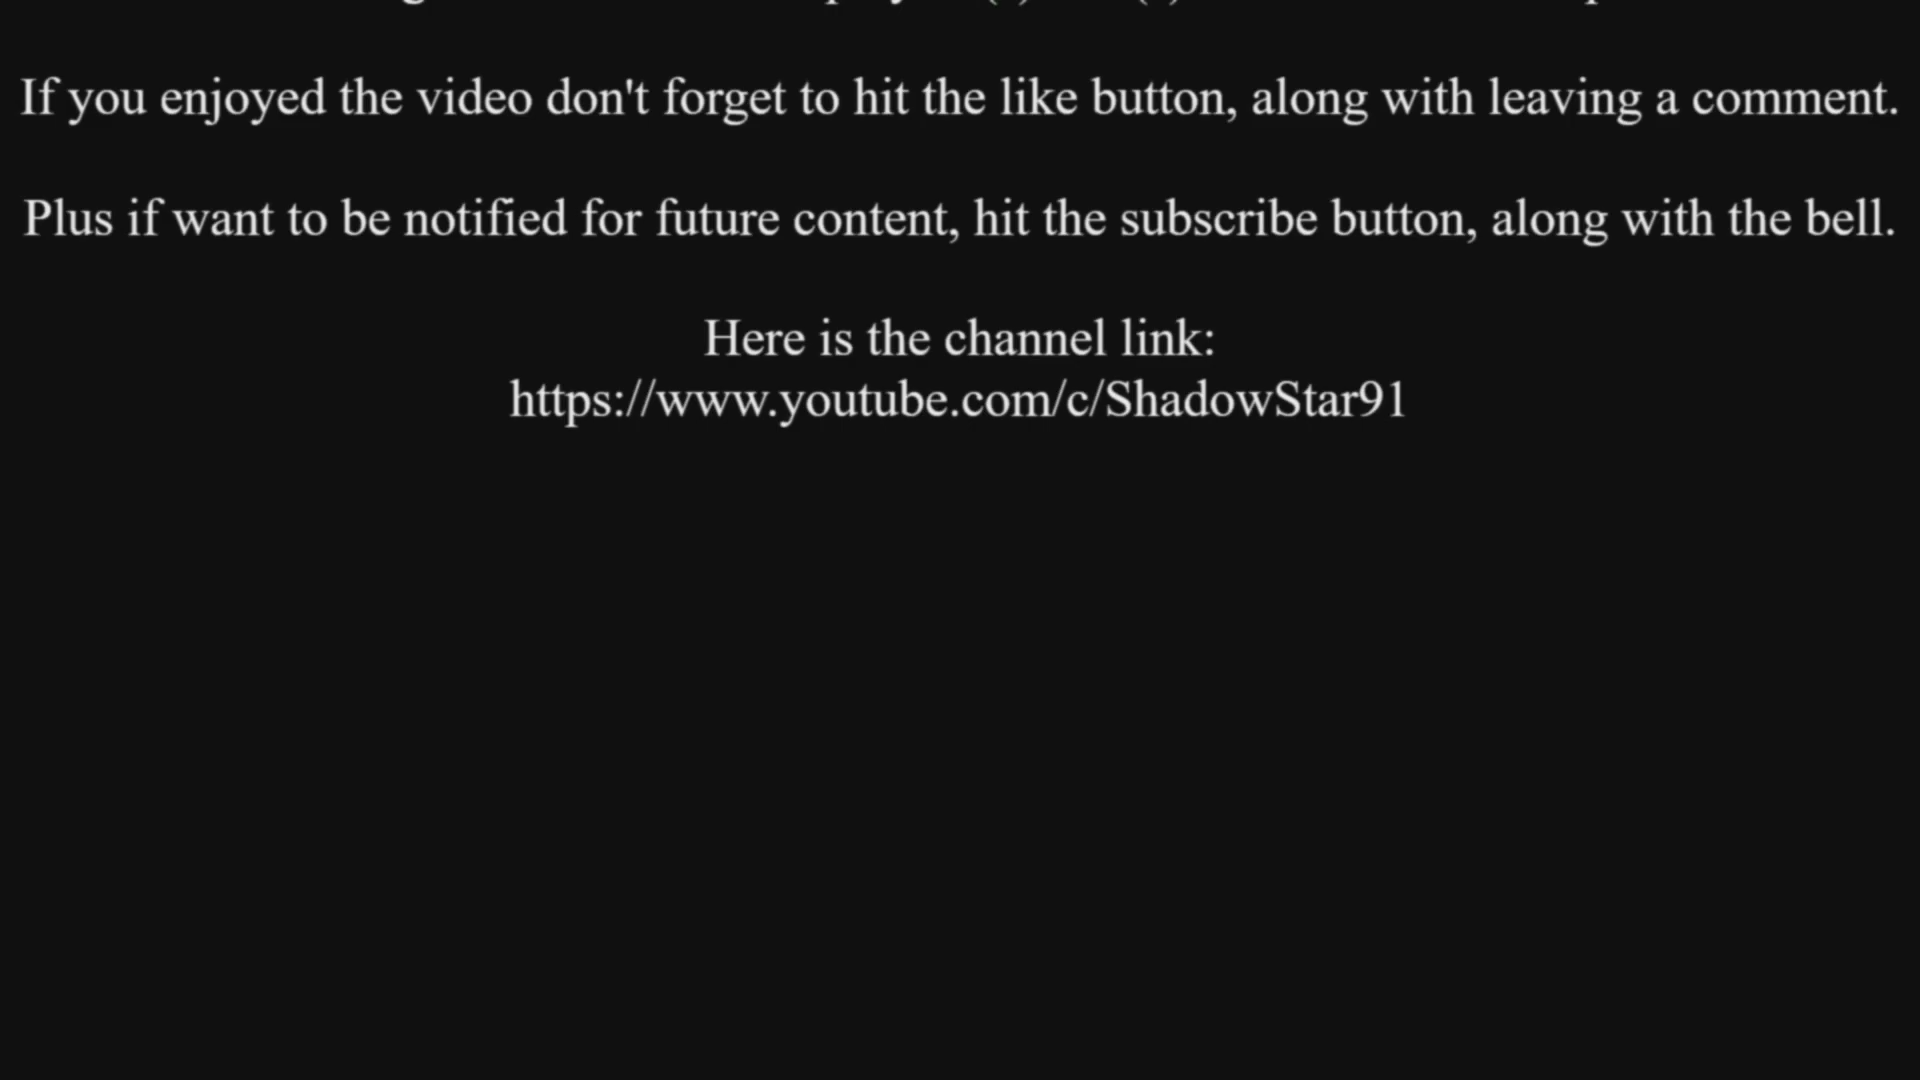 If you enjoyed the video don't forget to hit the like button, along with leaving a comment.
Plus if want to be notified for future content, hit the subscribe button, along with the bell.
Here is the channel link:
https://www.youtube.com/c/ShadowStar91